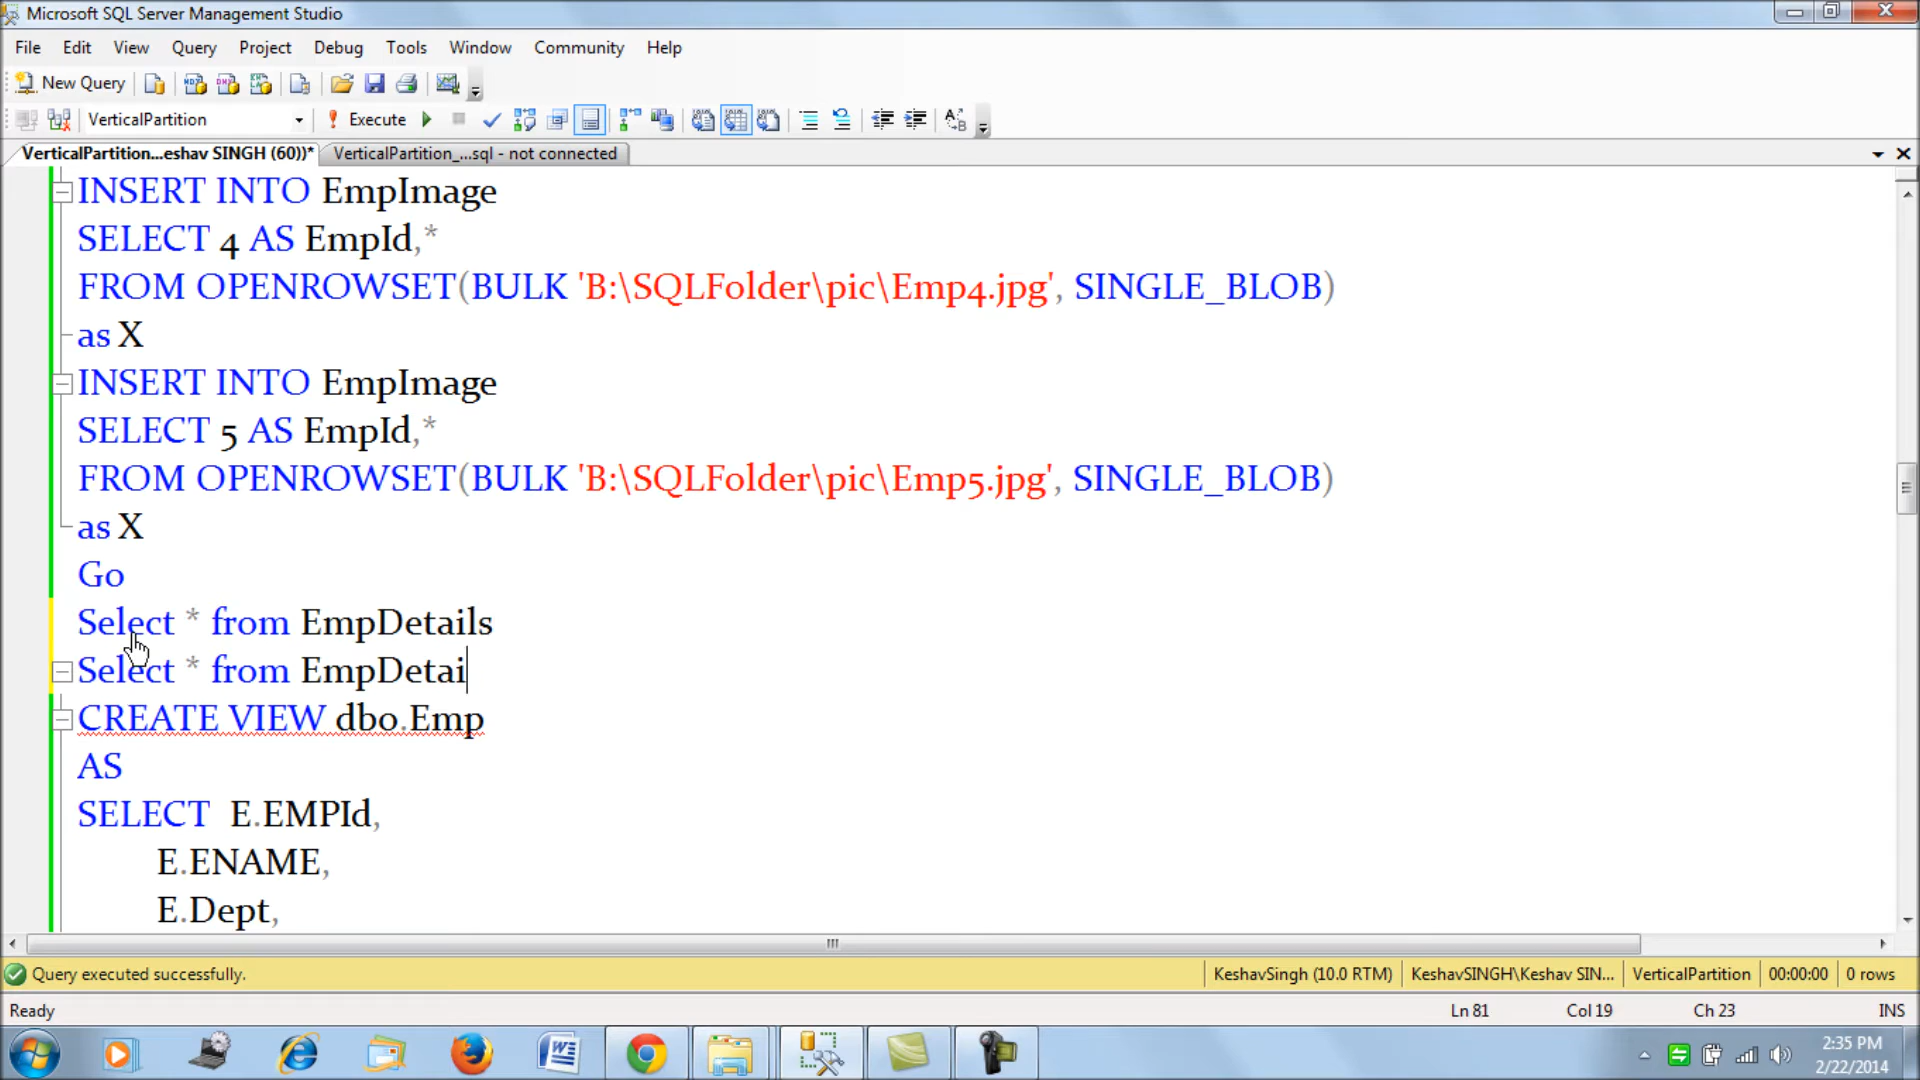 Microsoft SQL Server Management Studio
File Edit View Query Project Debug Tools Window Community Help
New Query
VerticalPartition Execute
VerticalPartition...eshav SINGH (60))* VerticalPartition_...sql - not connected
INSERT INTO EmpImage
SELECT 4 AS EmpId,*
FROM OPENROWSET(BULK 'B:\SQLFolder\pic\Emp4.jpg', SINGLE_BLOB)
as X
INSERT INTO EmpImage
SELECT 5 AS EmpId,*
FROM OPENROWSET(BULK 'B:\SQLFolder\pic\Emp5.jpg', SINGLE_BLOB)
as X
Go
Select * from EmpDetails
Select * from EmpDetai
CREATE VIEW dbo.Emp
AS
SELECT E.EMPId,
E.ENAME,
E.Dept,
Query executed successfully. KeshavSingh (10.0 RTM) KeshavSINGH\Keshav SIN... VerticalPartition 00:00:00 0 rows
Ready Ln 81 Col 19 Ch 23 INS
2:35 PM
2/22/2014